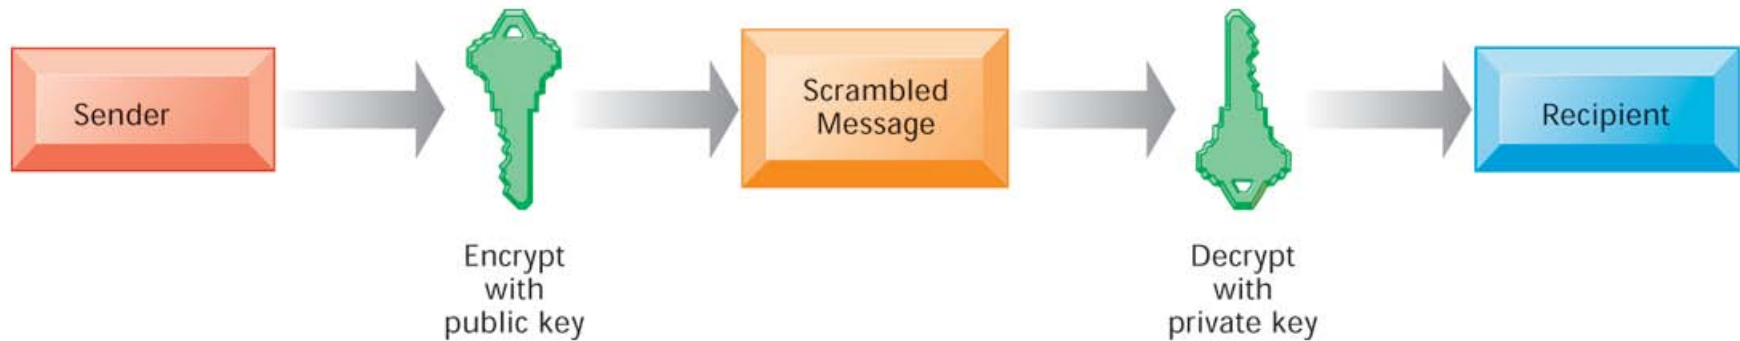 Sender
Scrambled
Message
Recipient
Encrypt
with
public key
Decrypt
with
private key